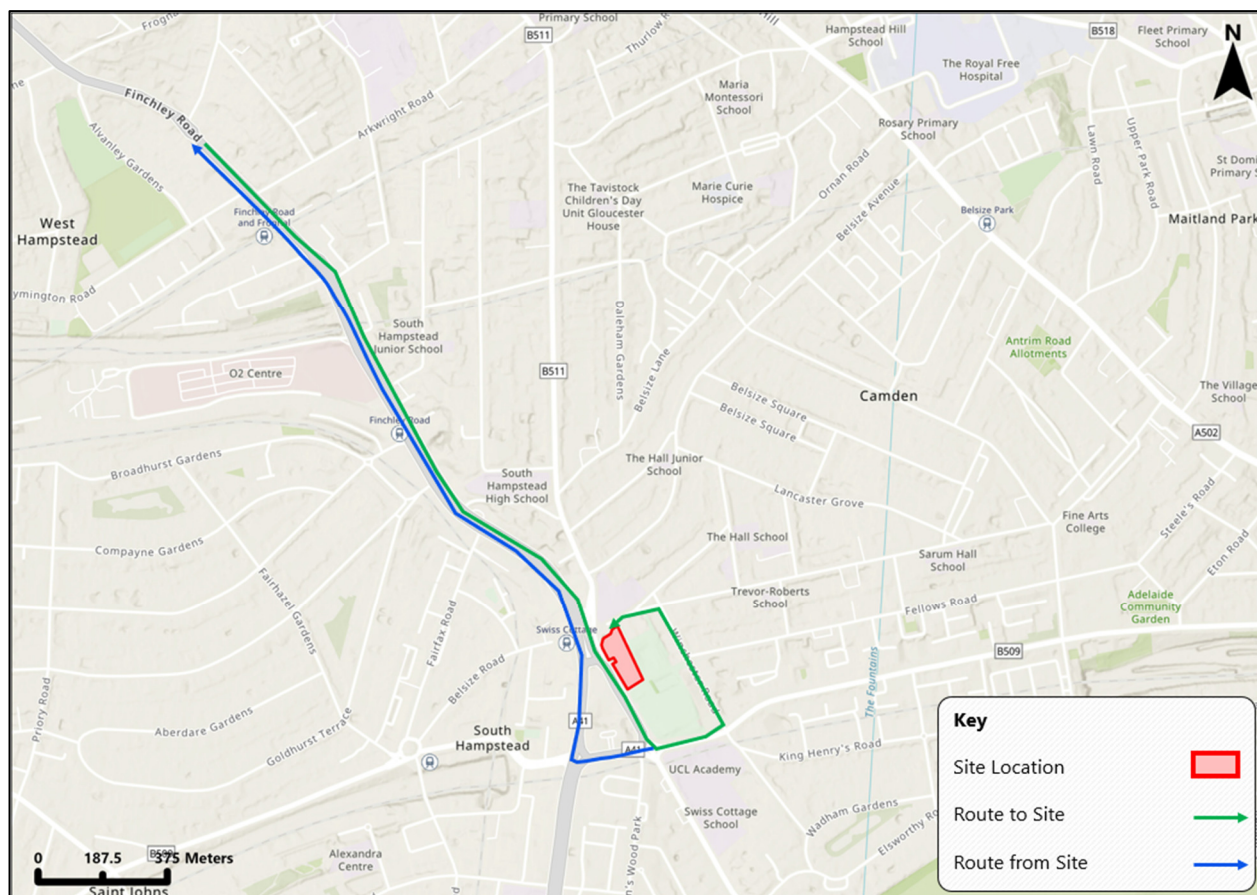 Frogna
Primary School
B511
Thurlow R
Hill
Hampstead Hill
School
B518
Fleet Primary
School
N
The Royal Free
Hospital
Finchley Road
Arkwright Road
Maria
Montessori
School
Rosary Primary
School
Lawn Road
Upper Park Road
Alvanley Gardens
St Domi
Primary S
Ornan Road
The Tavistock
Children's Day
Unit Gloucester
House
Marie Curie
Hospice
Belsize Avenue
West
Hampstead
Finchley Road
and Frognal
Belsize Park
Maitland Park
ymington Road
South
Hampstead
Junior School
Daleham Gardens
Antrim Road
Allotments
O2 Centre
B511
Belsize Lane
Belsize Square
Belsize Square
Camden
The Village
School
Finchley Road
A502
Broadhurst Gardens
South
Hampstead
High School
The Hall Junior
School
Lancaster Grove
Steele's Road
Fine Arts
College
Compayne Gardens
The Hall School
Eton Road
Sarum Hall
School
Fairhazel Gardens
Trevor-Roberts
School
Fellows Road
Adelaide
Community
Garden
Fairfax Road
Swiss Cottage
Winchester Road
B509
Belsize Road
The Fountains
Priory Road
Aberdare Gardens
Goldhurst Terrace
South
Hampstead
A41
A41
King Henry's Road
UCL Academy
Swiss Cottage
School
Wadham Gardens
Elsworthy Ro
n's Wood Park
Alexandra
Centre
Saint Johns
0 187.5 375 Meters
Key
Site Location
Route to Site
Route from Site